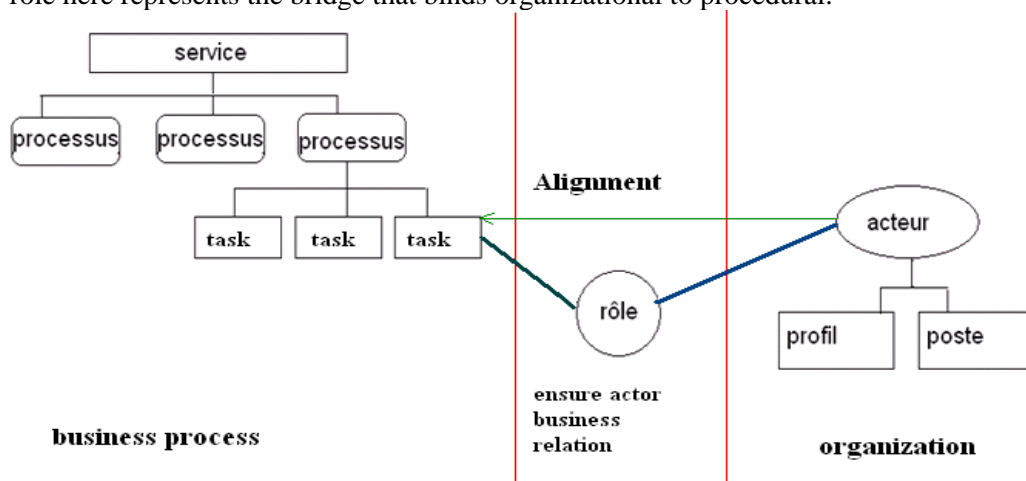 role here represents the bridge that binds organizational to procedural.
service
processus
processus
processus
Alignment
task
task
task
acteur
rôle
profil
poste
ensure actor
business
relation
business process
organization